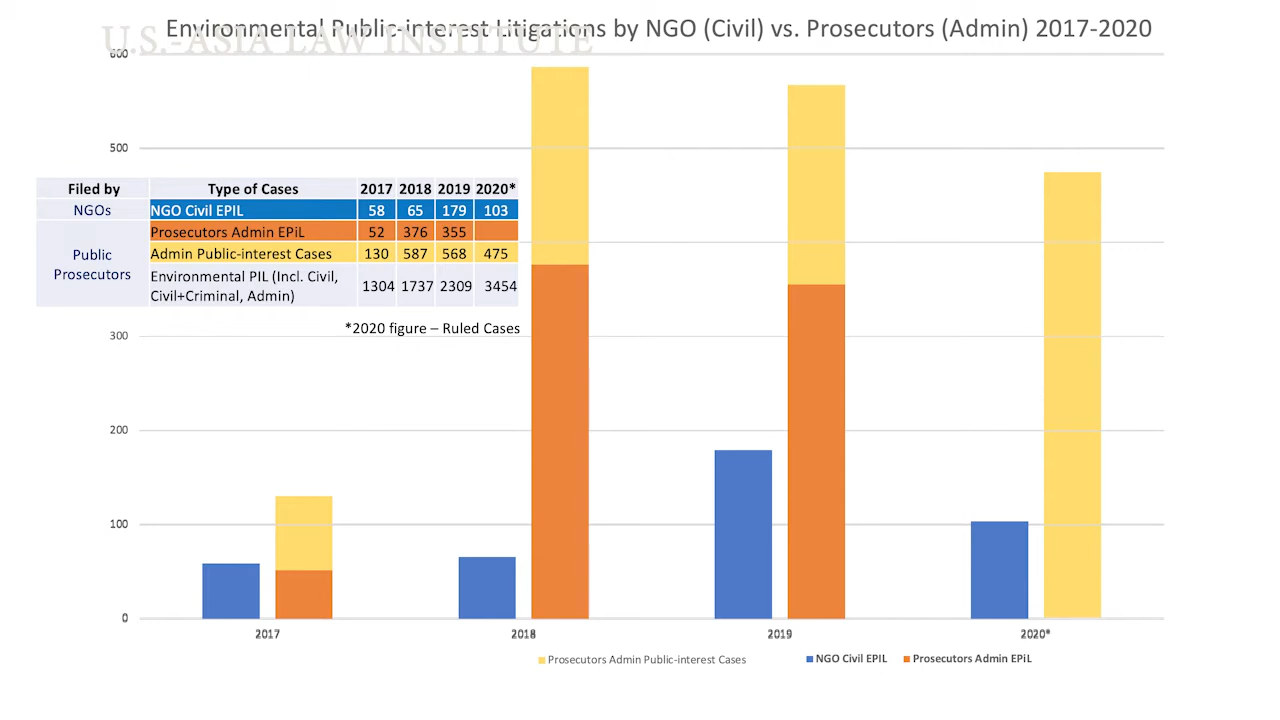 Environmental Public-interest Litigations by NGO (Civil) vs. Prosecutors (Admin) 2017-2020
U.S.-ASIA LAW INSTITUTE
600
500
Filed by Type of Cases 2017 2018 2019 2020*
NGOs NGO Civil EPIL 58 65 179 103
Public Prosecutors Prosecutors Admin EPiL 52 376 355
Admin Public-interest Cases 130 587 568 475
Environmental PIL (Incl. Civil, Civil+Criminal, Admin) 1304 1737 2309 3454
*2020 figure – Ruled Cases
300
200
100
0
2017 2018 2019 2020*
Prosecutors Admin Public-interest Cases NGO Civil EPIL Prosecutors Admin EPiL